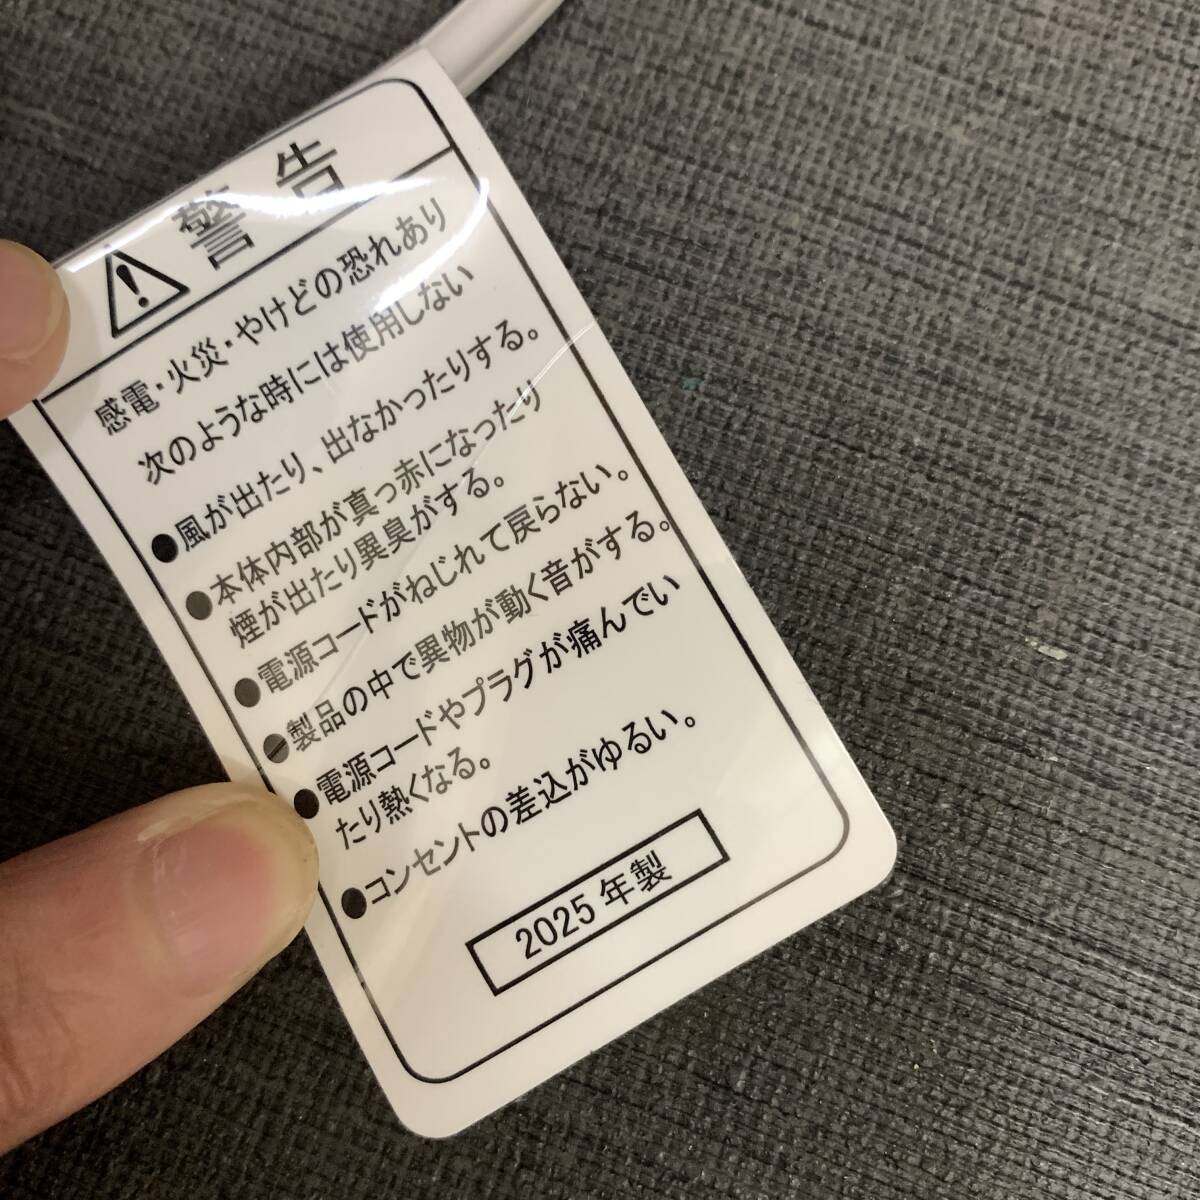 警告
感電・火災・やけどの恐れあり
次のような時には使用しない
●風が出たり、出なかったりする。
●本体内部が真っ赤になったり
煙が出たり異臭がする。
●電源コードがねじれて戻らない。
●製品の中で異物が動く音がする。
●電源コードやプラグが痛んでい
たり熱くなる。
●コンセントの差込がゆるい。
2025年製